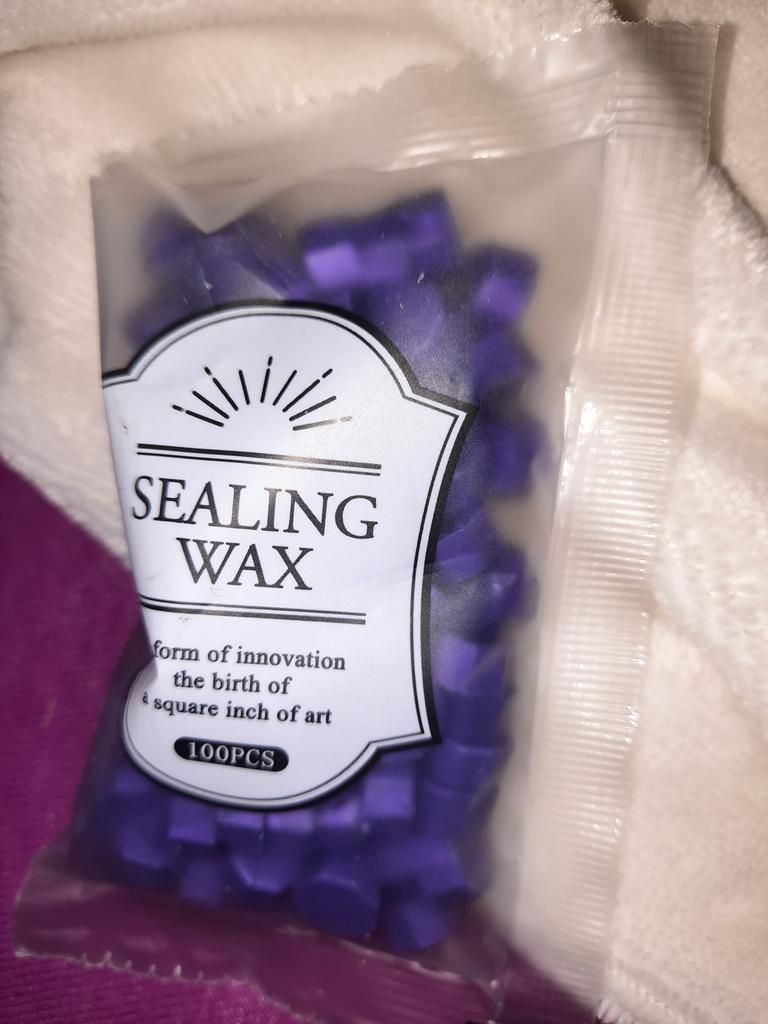 SEALING
WAX
form of innovation
the birth of
a square inch of art
100PCS